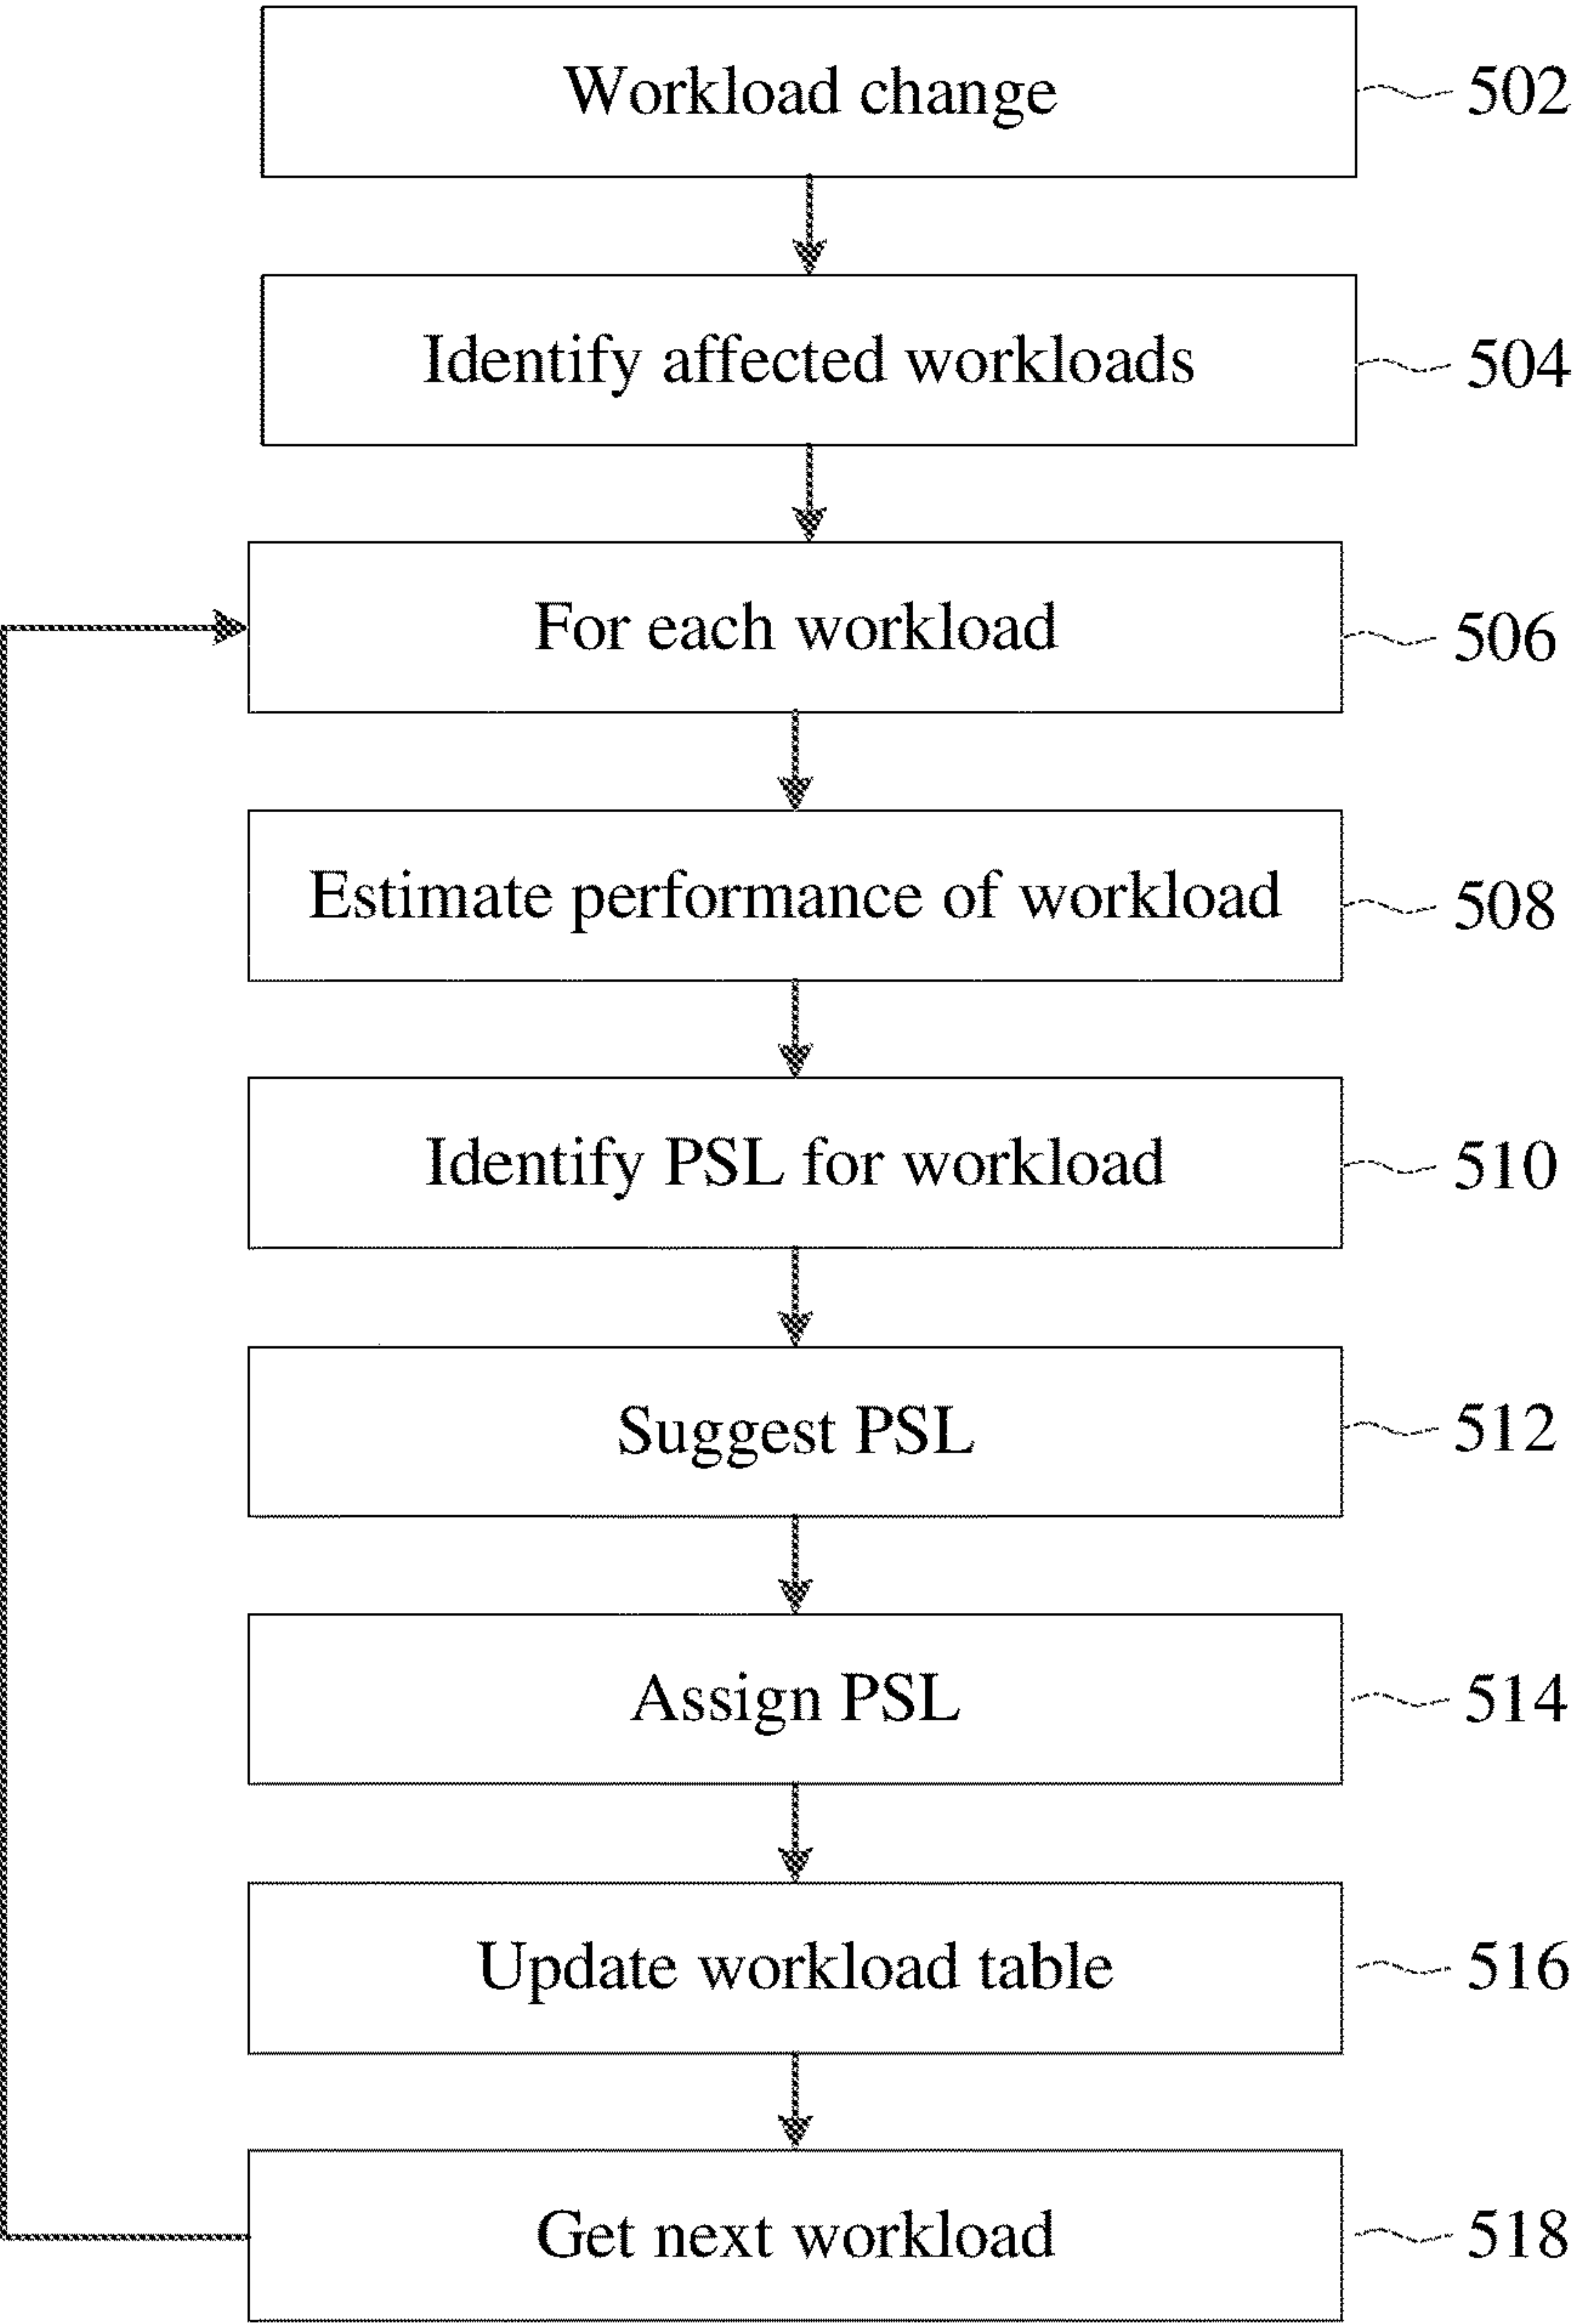 Workload change 502
Identify affected workloads 504
For each workload 506
Estimate performance of workload 508
Identify PSL for workload 510
Suggest PSL 512
Assign PSL 514
Update workload table 516
Get next workload 518